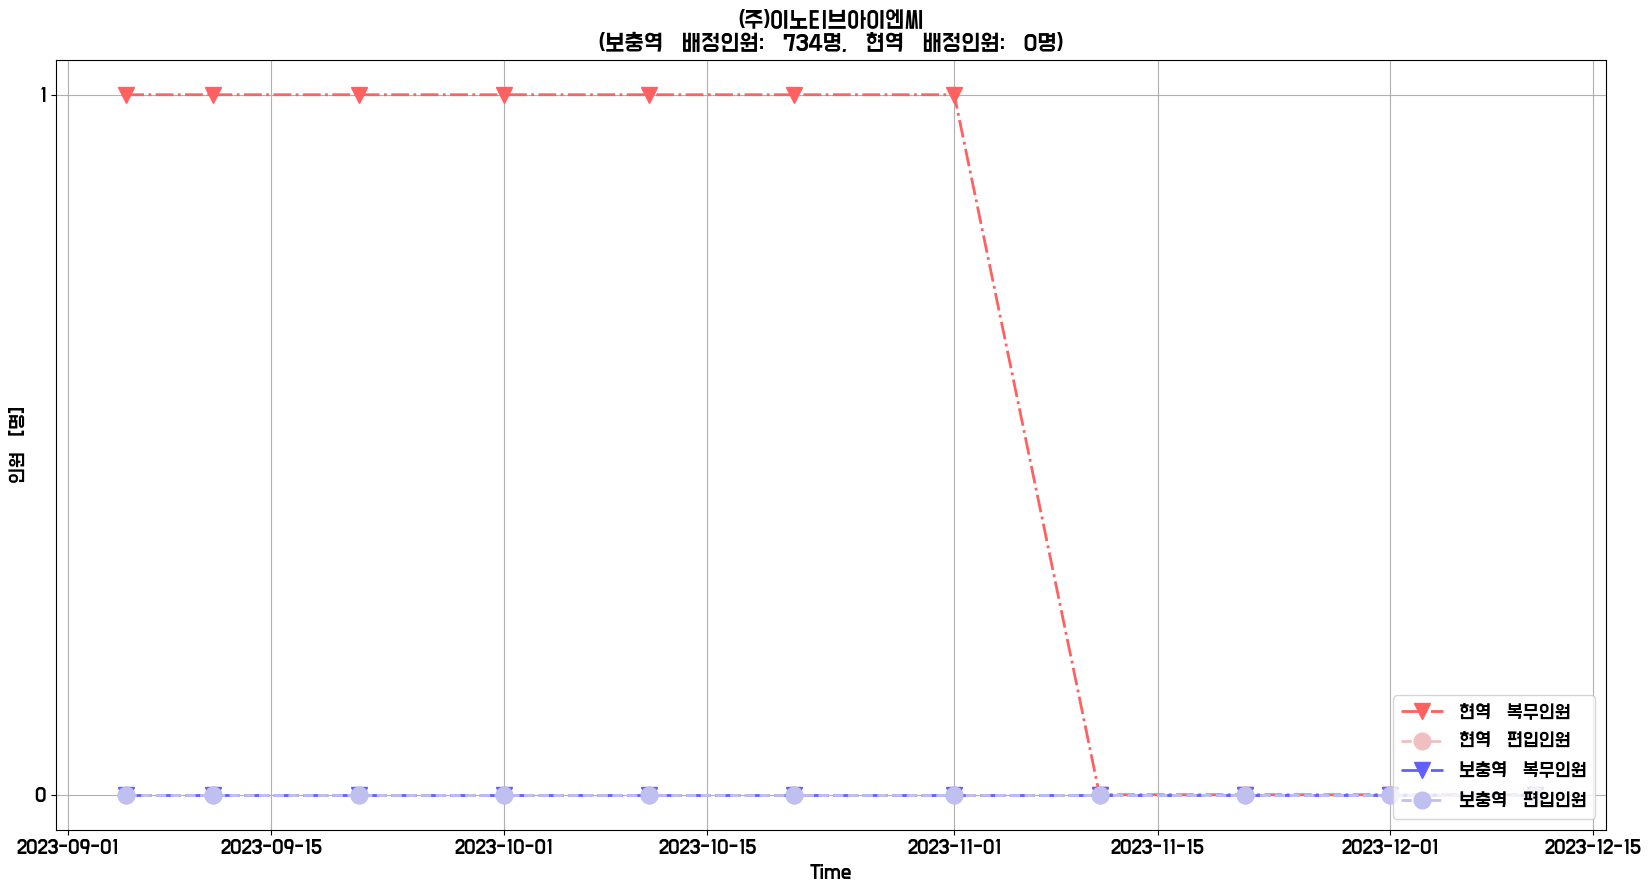 (주)이노티브아이엔씨
(보충역 배정인원: 734명, 현역 배정인원: 0명)
1
0
인원 [명]
현역 복무인원
현역 편입인원
보충역 복무인원
보충역 편입인원
2023-09-01 2023-09-15 2023-10-01 2023-10-15 2023-11-01 2023-11-15 2023-12-01 2023-12-15
Time